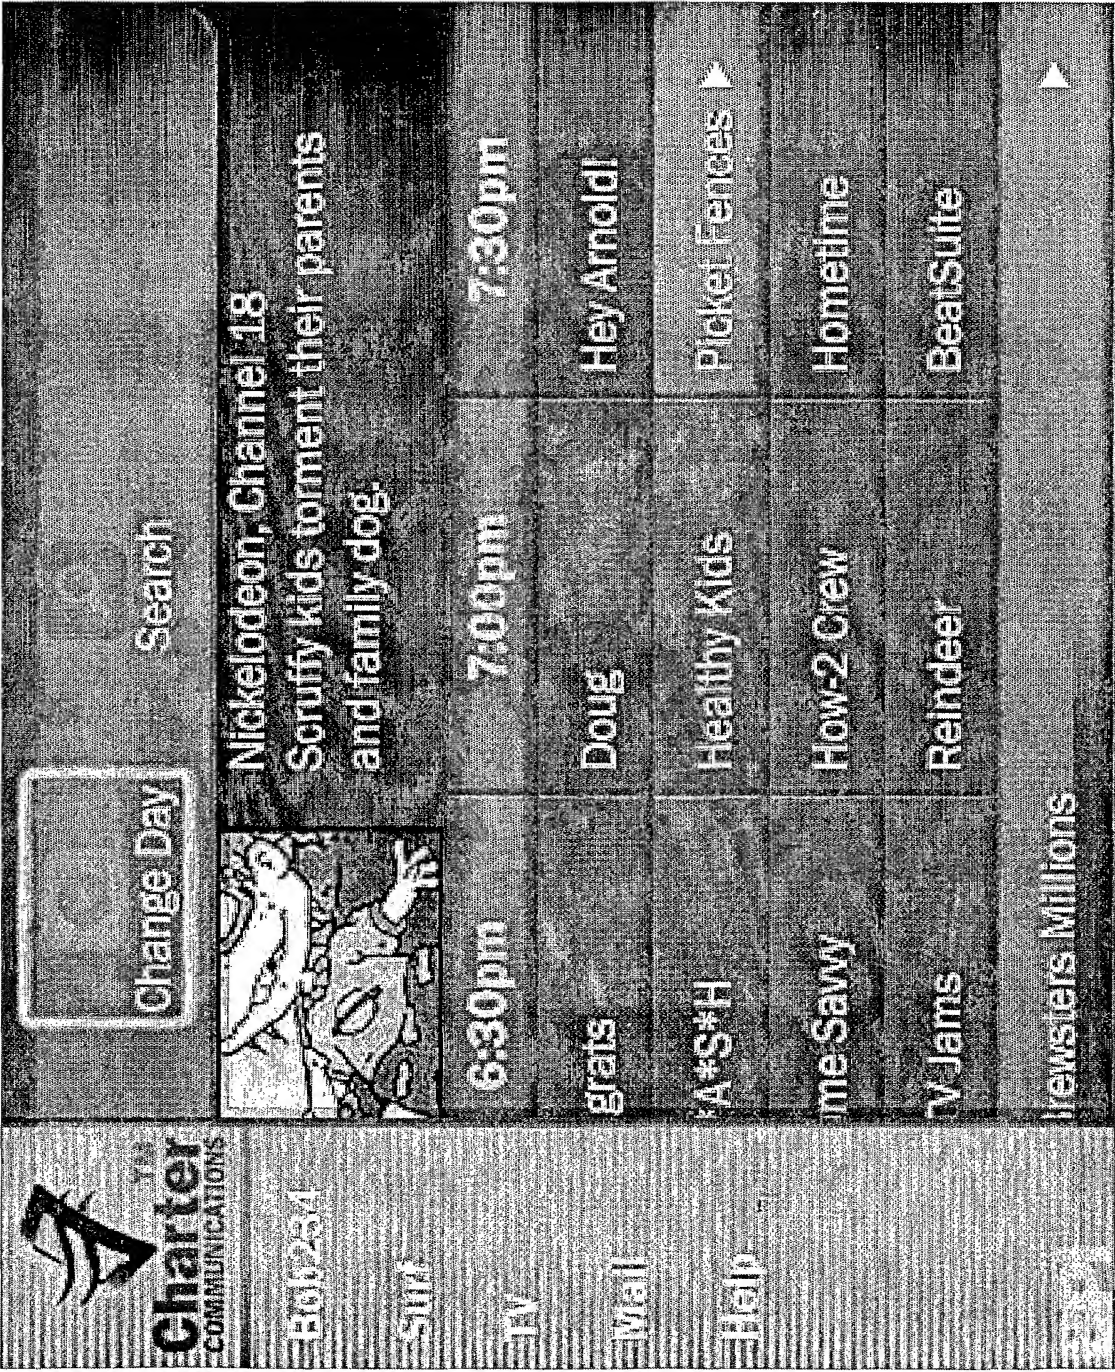 Charter™
COMMUNICATIONS
Bob234
Surf
TV
Mail
Help
Change Day
Search
Nickelodeon, Channel 18
Scruffy kids torment their parents
and family dog.
6:30pm 7:00pm 7:30pm
grats Doug Hey Arnold!
*A*S*H Healthy Kids Picket Fences
me Savvy How-2 Crew Hometime
V Jams Reindeer BeatSuite
rewsters Millions